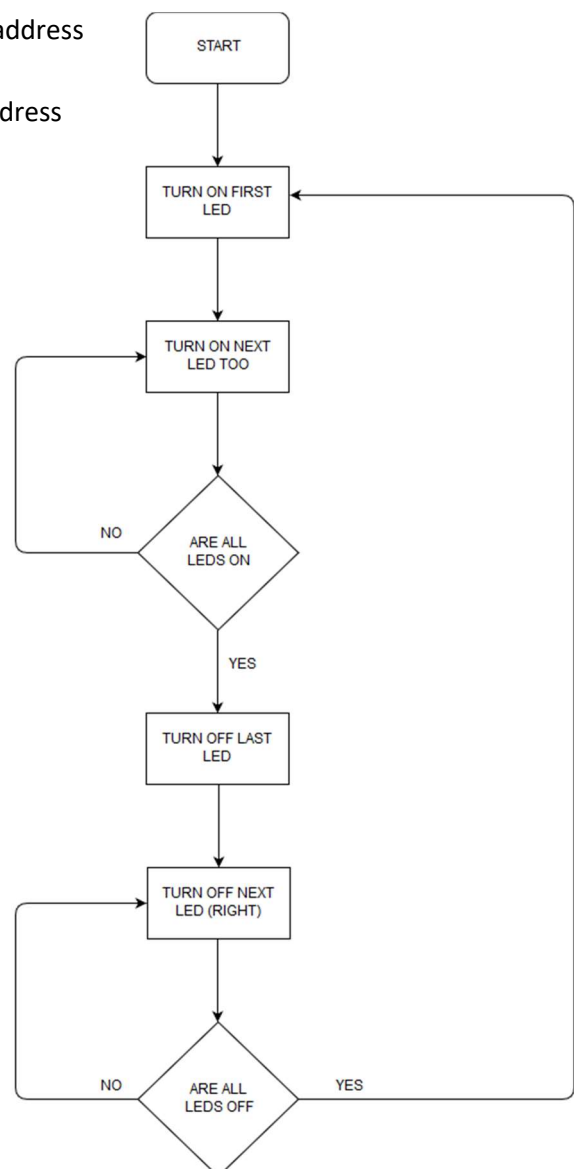 address
dress
START
TURN ON FIRST
LED
TURN ON NEXT
LED TOO
NO
ARE ALL
LEDS ON
YES
TURN OFF LAST
LED
TURN OFF NEXT
LED (RIGHT)
NO
ARE ALL
LEDS OFF
YES